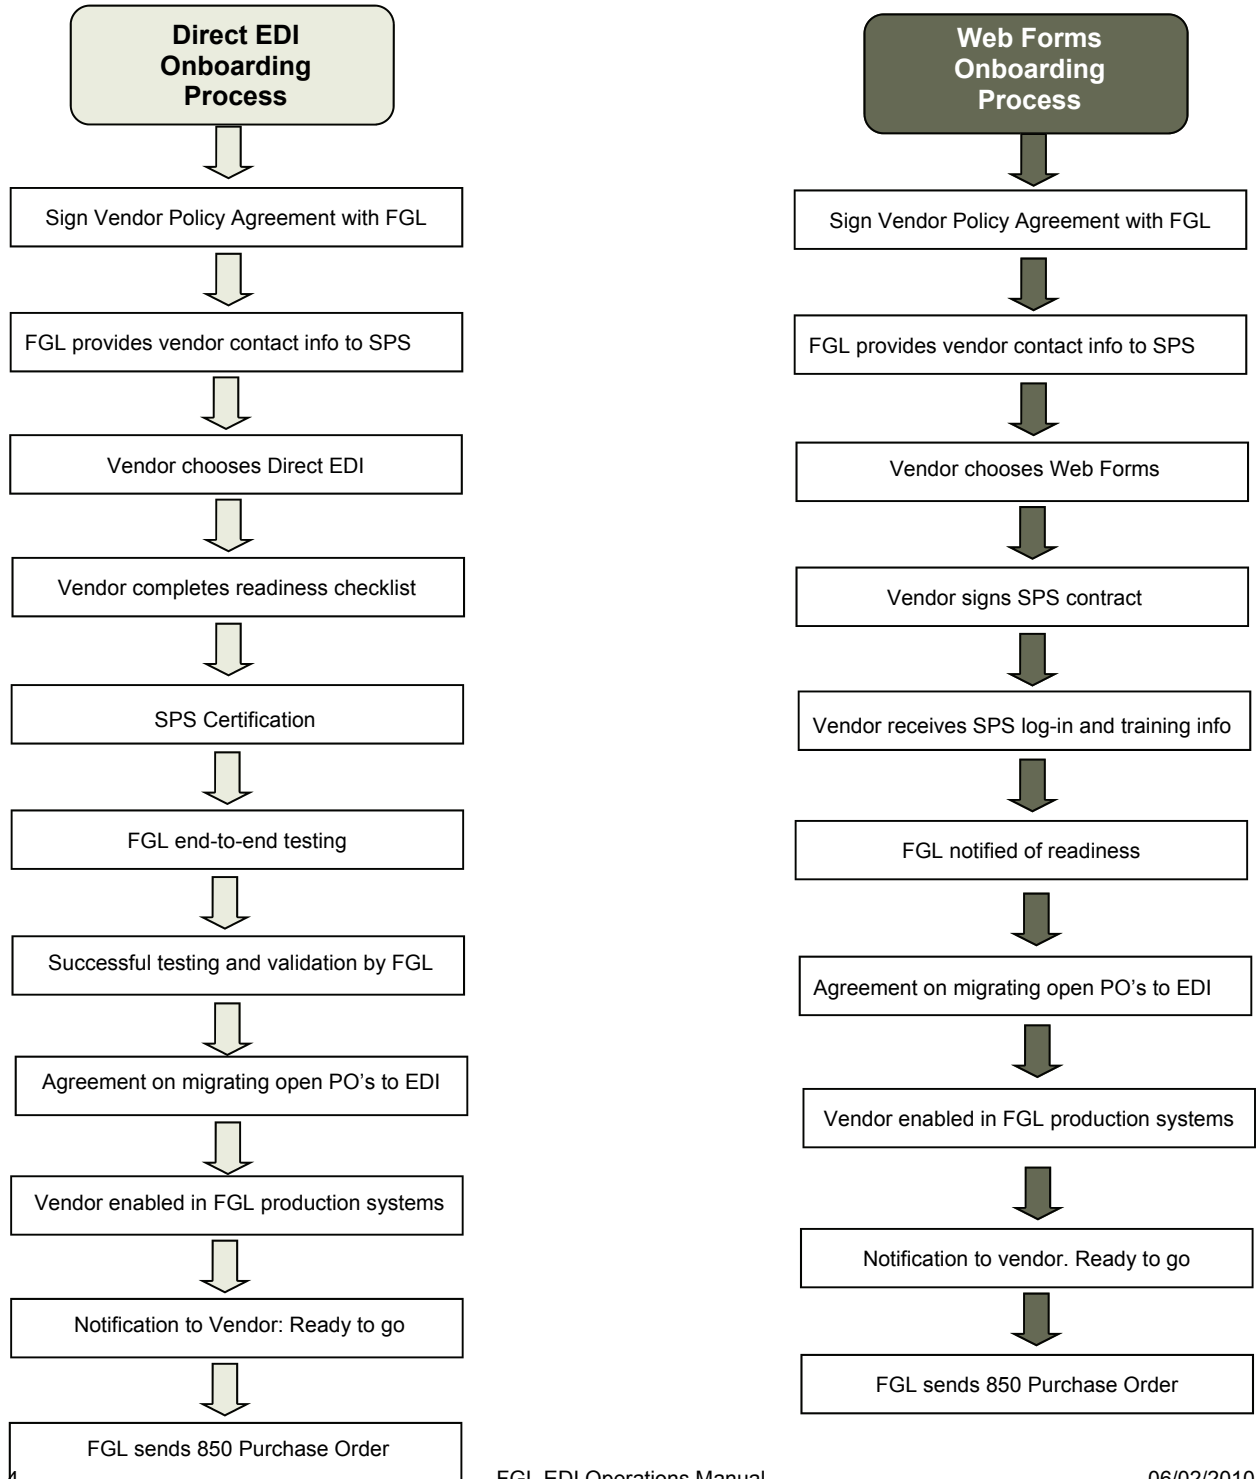 Direct EDI
Onboarding
Process
Sign Vendor Policy Agreement with FGL
FGL provides vendor contact info to SPS
Vendor chooses Direct EDI
Vendor completes readiness checklist
SPS Certification
FGL end-to-end testing
Successful testing and validation by FGL
Agreement on migrating open PO's to EDI
Vendor enabled in FGL production systems
Notification to Vendor: Ready to go
FGL sends 850 Purchase Order
Web Forms
Onboarding
Process
Sign Vendor Policy Agreement with FGL
FGL provides vendor contact info to SPS
Vendor chooses Web Forms
Vendor signs SPS contract
Vendor receives SPS log-in and training info
FGL notified of readiness
Agreement on migrating open PO's to EDI
Vendor enabled in FGL production systems
Notification to vendor. Ready to go
FGL sends 850 Purchase Order
FGL EDI Operations Manual
06/02/2010